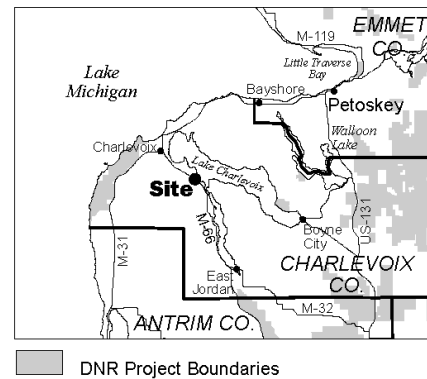 EMMET
CO.
M-119
Little Traverse
Bay
Lake
Michigan
Bayshore
Petoskey
Walloon
Lake
Charlevoix
Lake Charlevoix
Site
M-66
US-131
Boyne
City
M-31
East
Jordan
CHARLEVOIX
CO.
M-32
ANTRIM CO.
DNR Project Boundaries